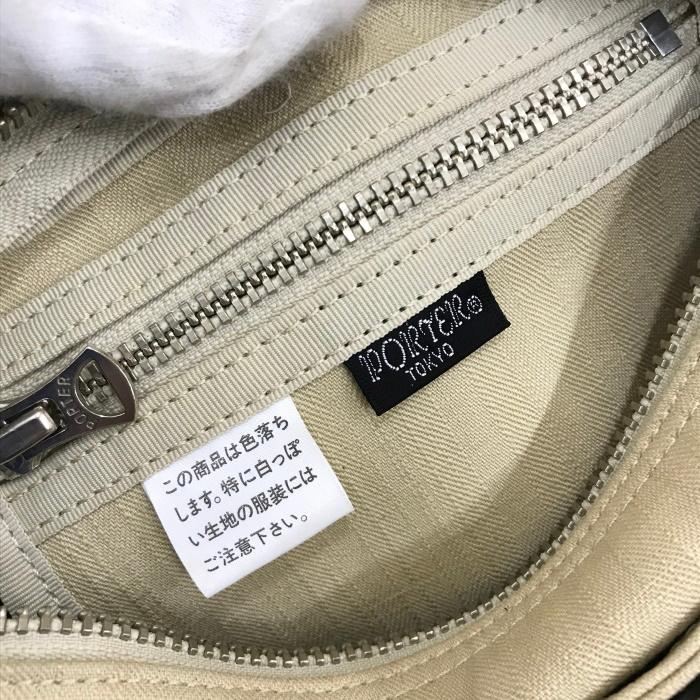 PORTER®
TOKYO
PORTER
この商品は色落ち
します。特に白っぽ
い生地の服装には
ご注意下さい。